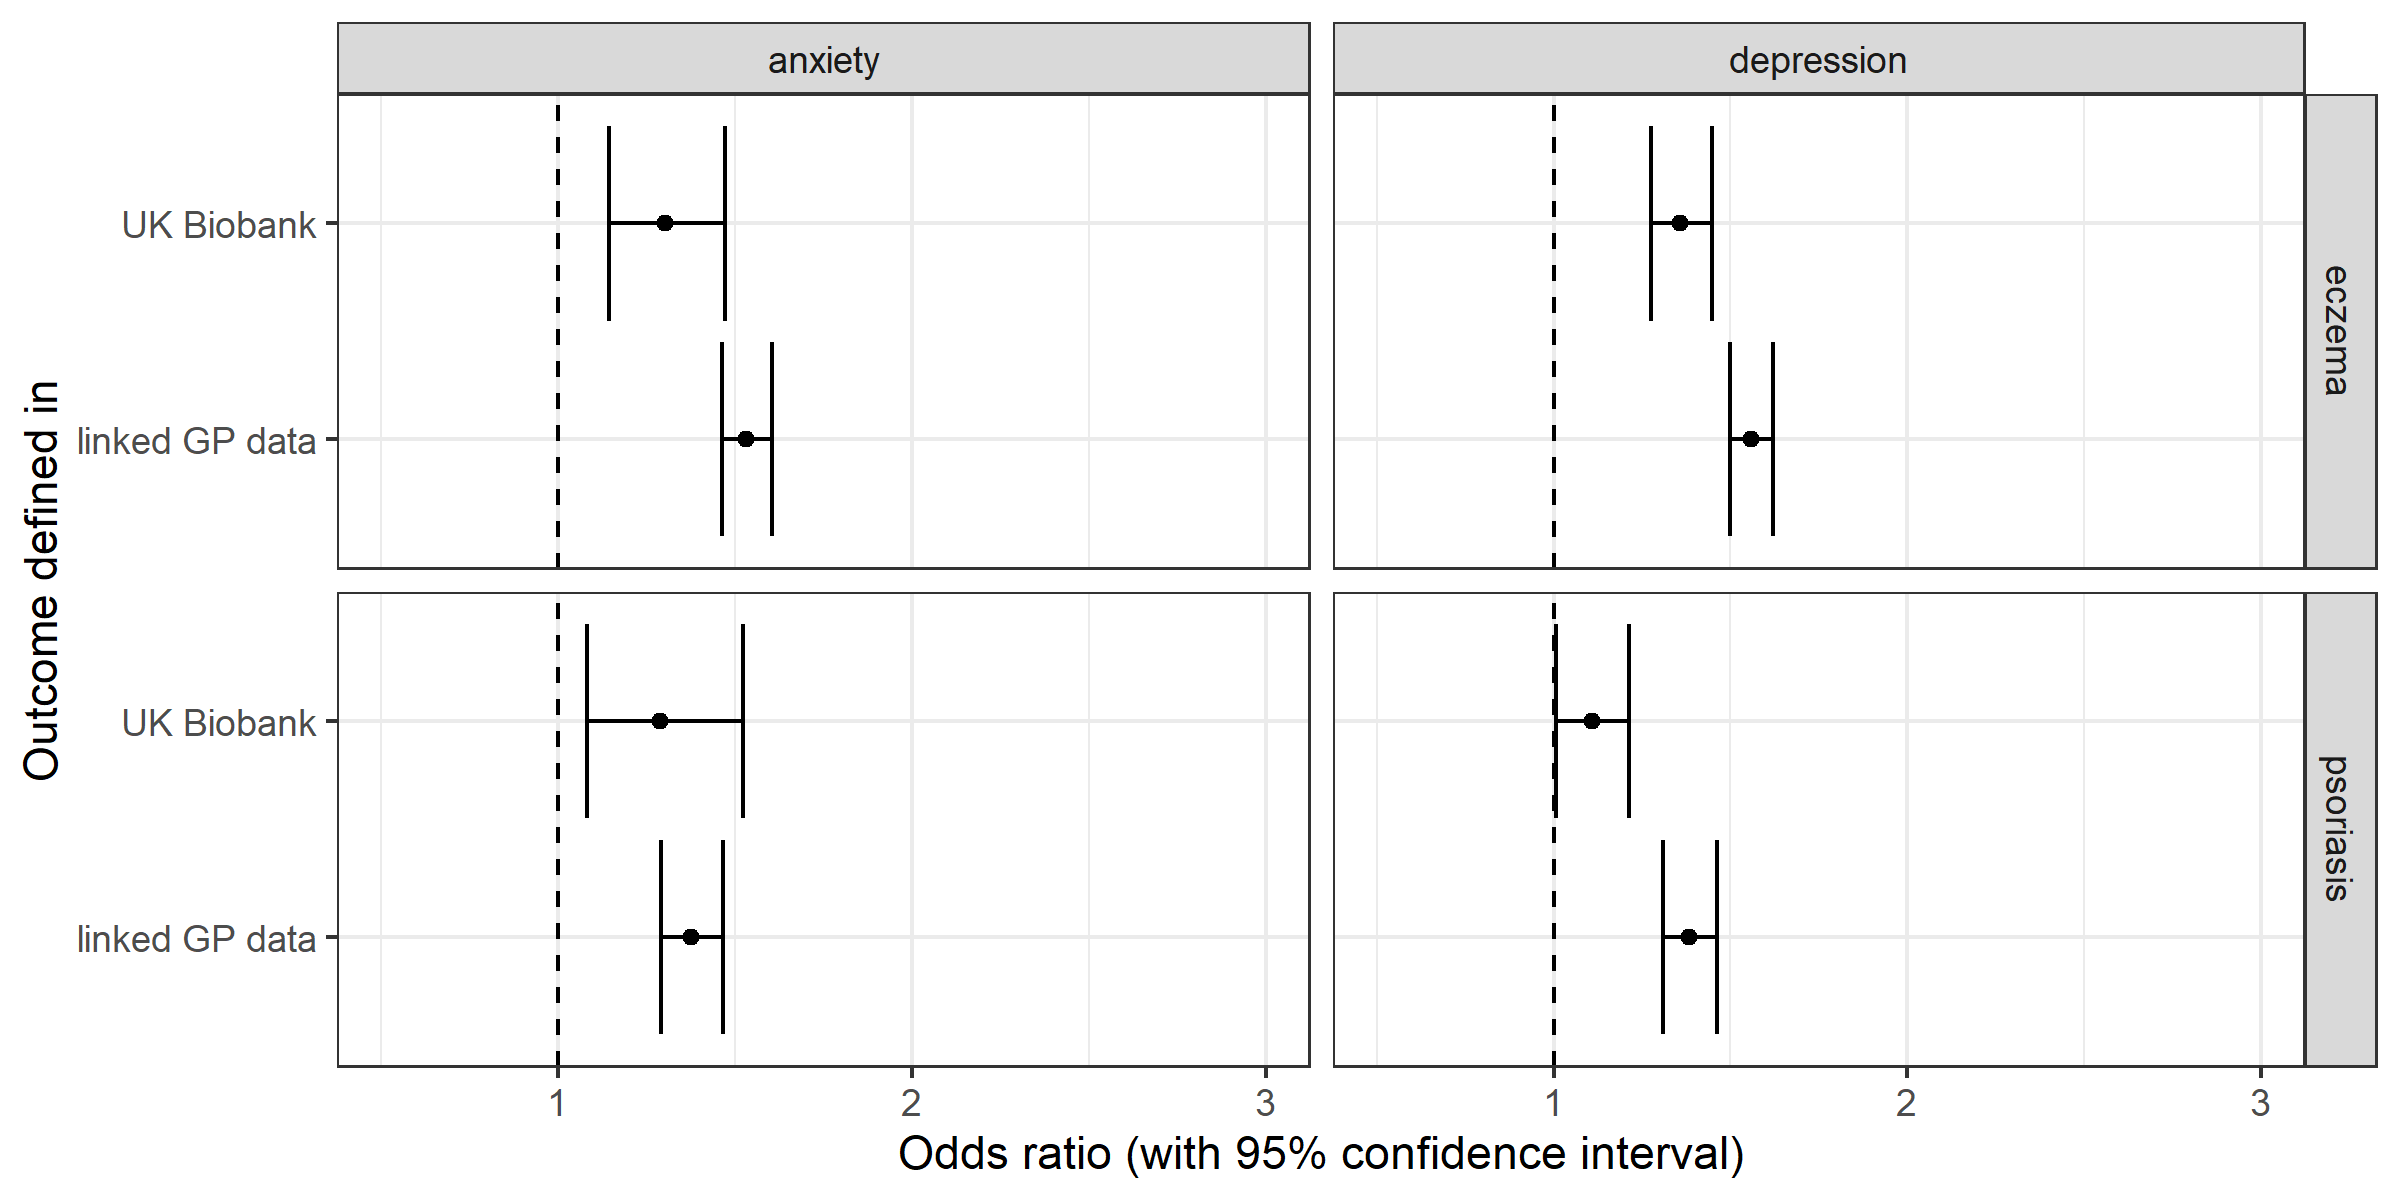 anxiety
depression
UK Biobank
linked GP data
eczema
UK Biobank
linked GP data
psoriasis
Outcome defined in
1
2
3
1
2
3
Odds ratio (with 95% confidence interval)